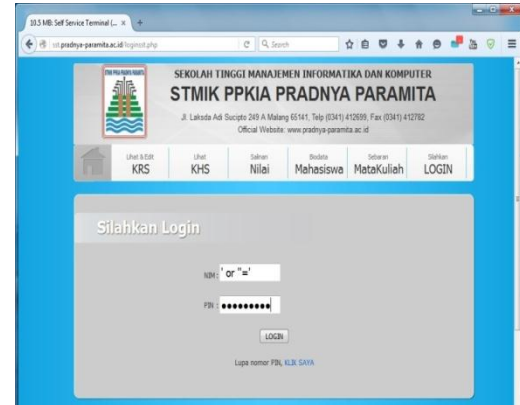 10.5 MB: Self Service Terminal (...
sst.pradnya-paramita.ac.id/loginsst.php
Search
SEKOLAH TINGGI MANAJEMEN INFORMATIKA DAN KOMPUTER
STMIK PPKIA PRADNYA PARAMITA
Jl. Laksda Adi Sucipto 249 A Malang 65141, Telp (0341) 412699, Fax (0341) 412782
Official Website: www.pradnya-paramita.ac.id
Lihat & Edit
KRS
Lihat
KHS
Salinan
Nilai
Biodata
Mahasiswa
Sebaran
MataKuliah
Silahkan
LOGIN
Silahkan Login
NIM : ' or ''='
PIN : ●●●●●●●●●
LOGIN
Lupa nomor PIN, KLIK SAYA